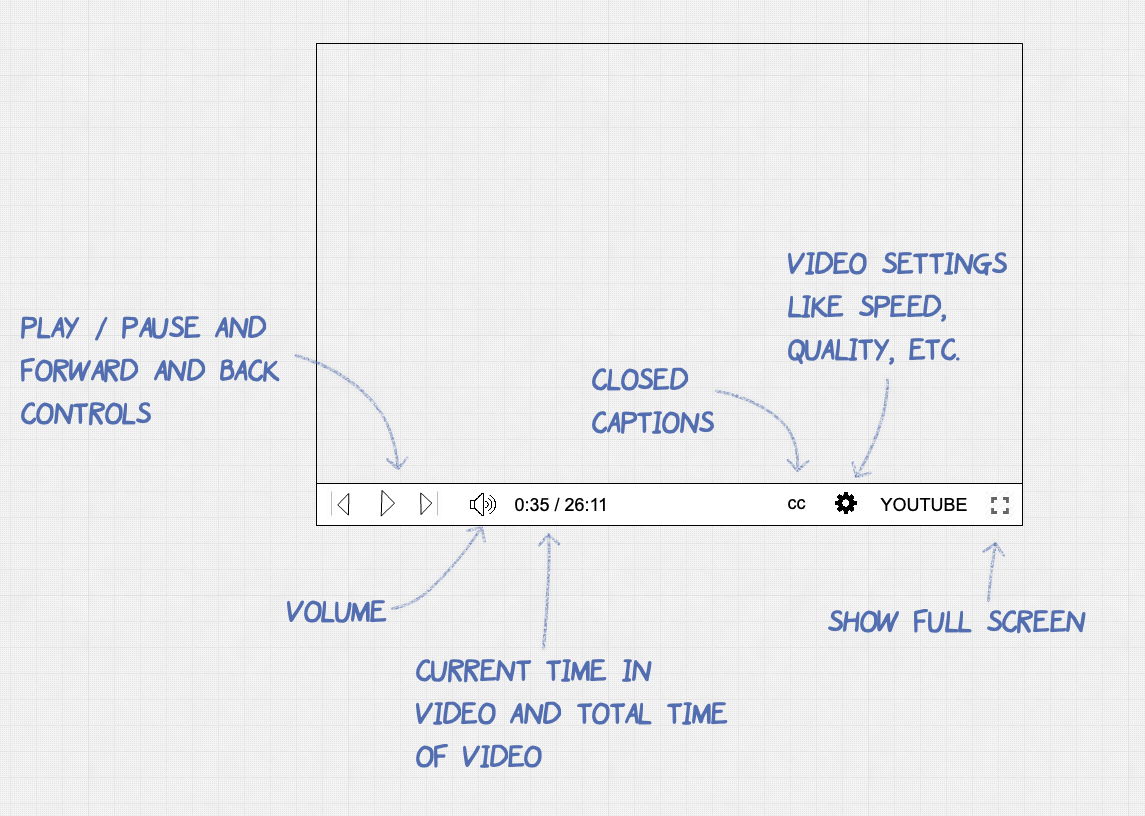 VIDEO SETTINGS
LIKE SPEED,
QUALITY, ETC.
PLAY / PAUSE AND
FORWARD AND BACK
CONTROLS
CLOSED
CAPTIONS
0:35 / 26:11
CC
YOUTUBE
VOLUME
SHOW FULL SCREEN
CURRENT TIME IN
VIDEO AND TOTAL TIME
OF VIDEO